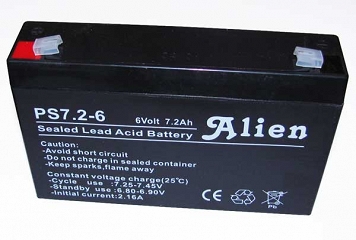 PS7.2-6
6Volt 7.2Ah
Sealed Lead Acid Battery
Alien
Caution:
-Avoid short circuit
-Do not charge in sealed container
-Keep sparks,flame away
Constant voltage charge(25℃)
-Cycle use :7.25-7.45V
-Standby use :6.80-6.90V
-Initial current:2.16A
CE
Pb